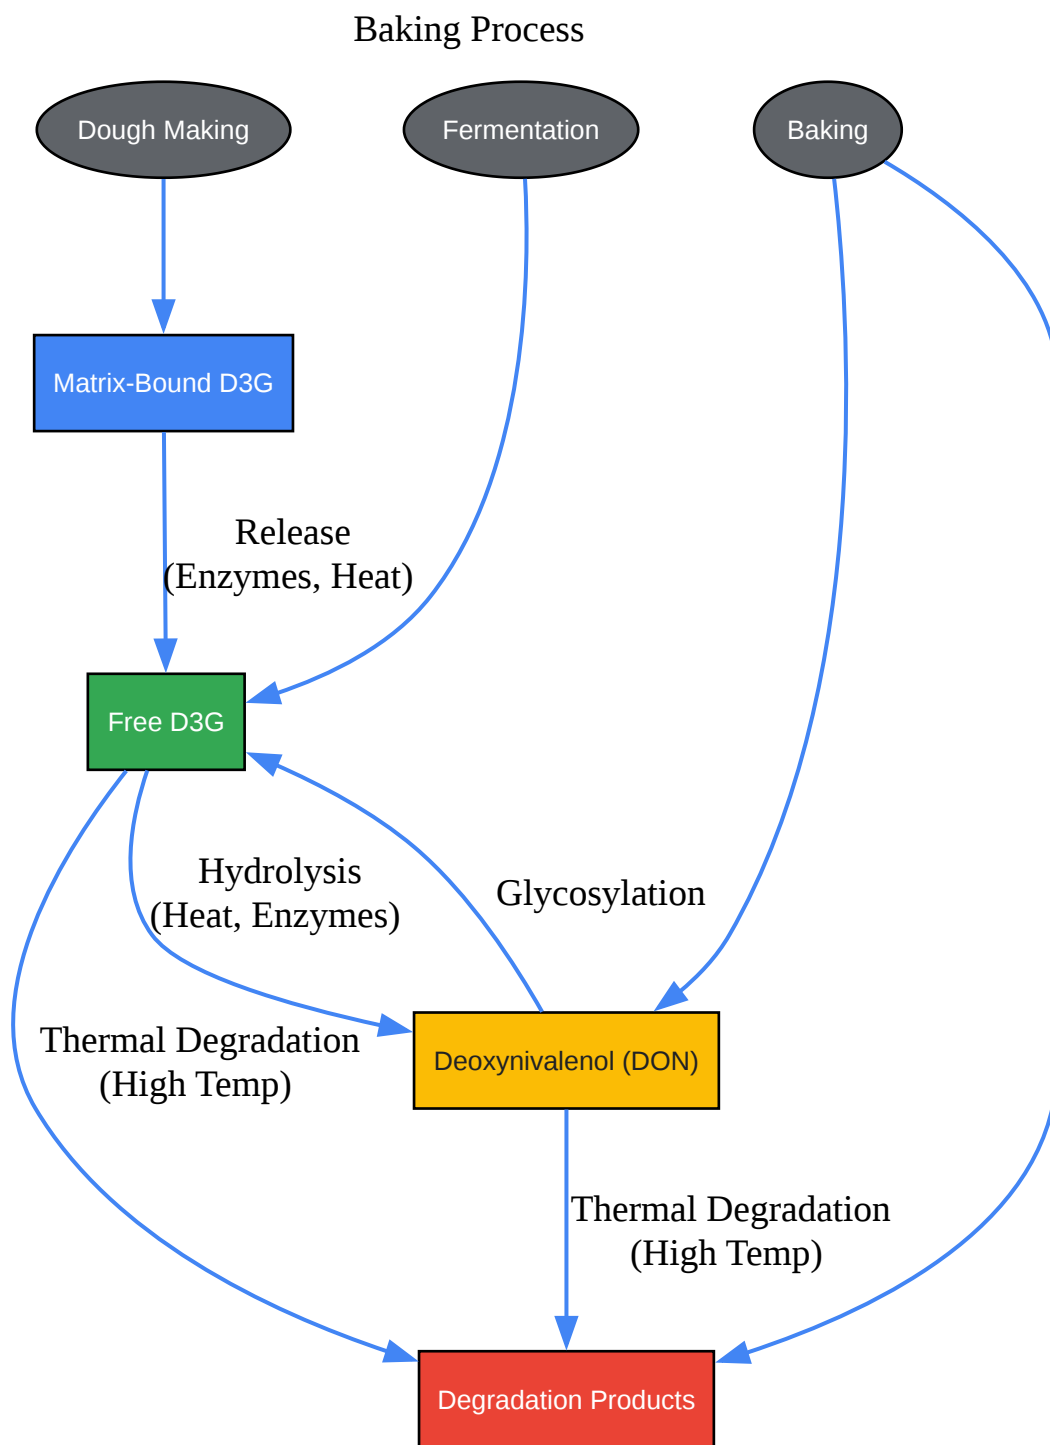 Baking Process
Dough Making
Fermentation
Baking
Matrix-Bound D3G
Release
(Enzymes, Heat)
Free D3G
Hydrolysis
(Heat, Enzymes)
Glycosylation
Thermal Degradation
(High Temp)
Deoxynivalenol (DON)
Thermal Degradation
(High Temp)
Degradation Products